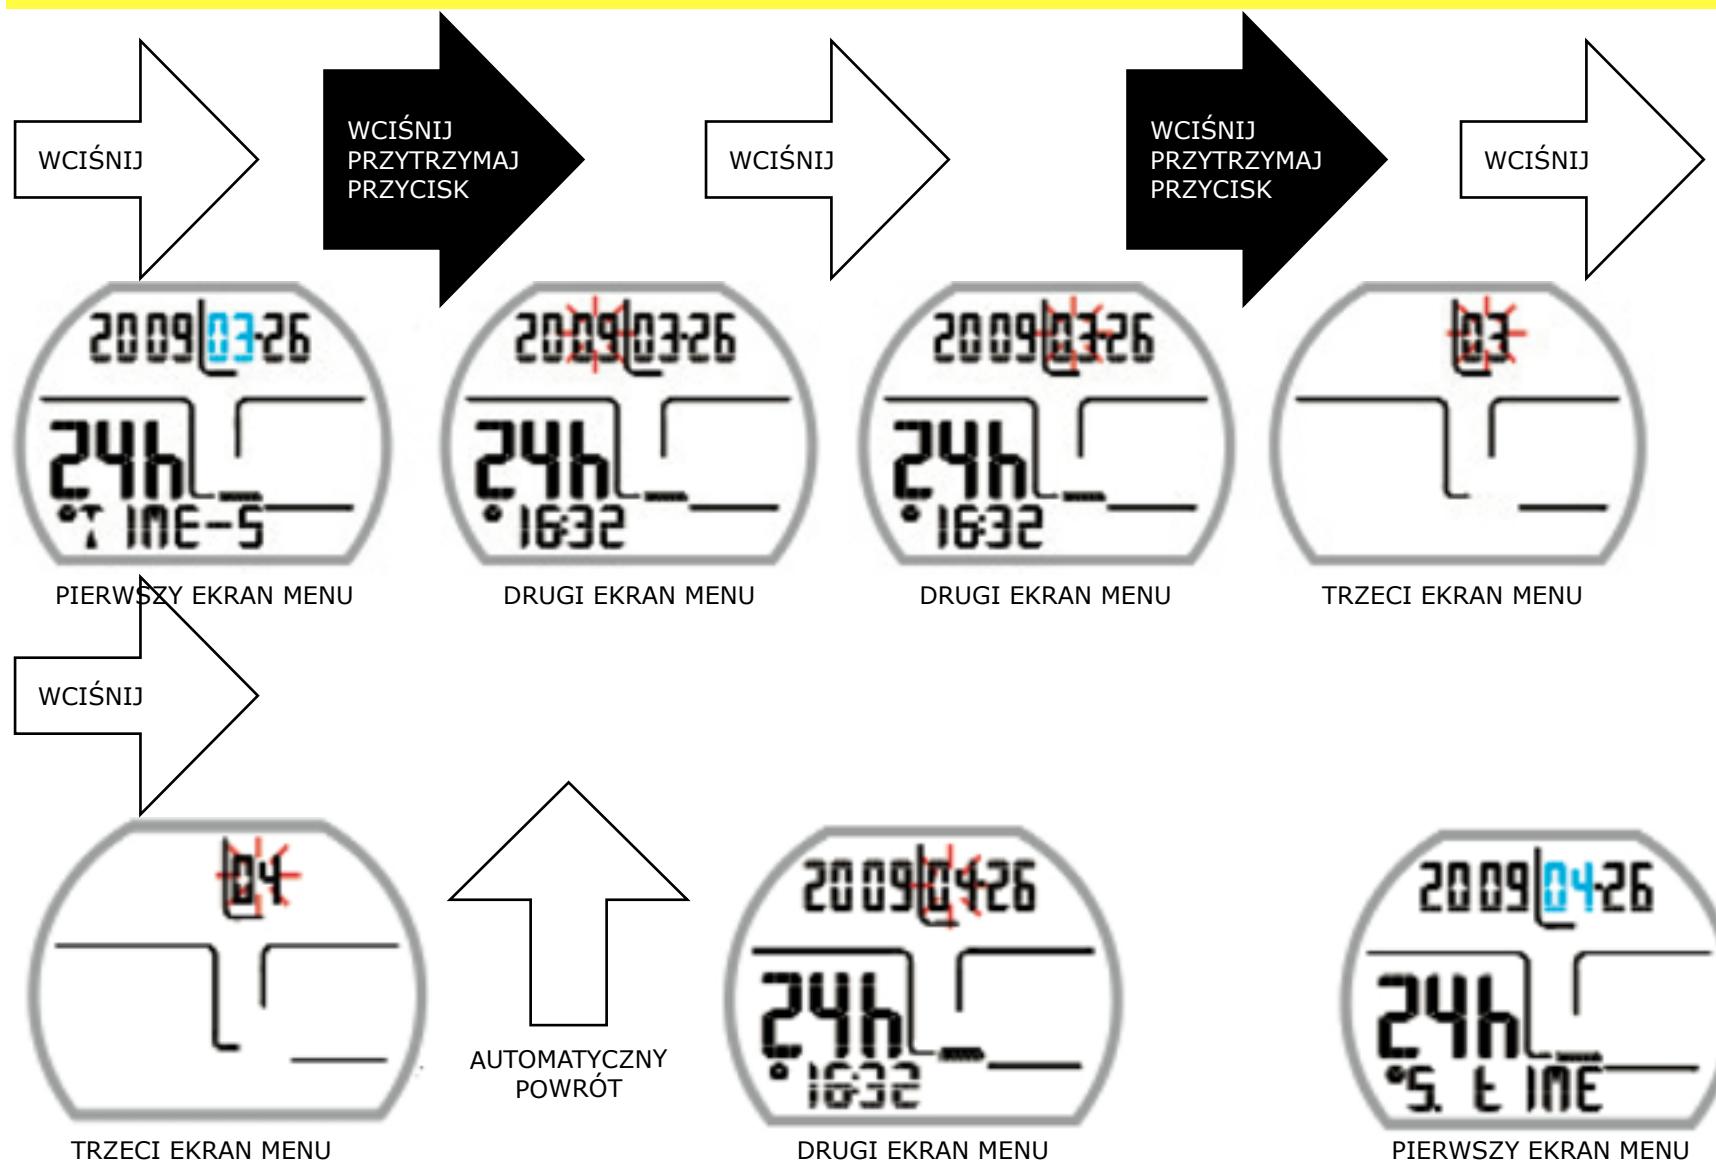 WCIŚNIJ
WCIŚNIJ
PRZYTRZYMAJ
PRZYCISK
WCIŚNIJ
WCIŚNIJ
PRZYTRZYMAJ
PRZYCISK
WCIŚNIJ
2009 03-26
24h
TIME-S
PIERWSZY EKRAN MENU
2009 03-26
24h
16:32
DRUGI EKRAN MENU
2009 03-26
24h
16:32
DRUGI EKRAN MENU
03
TRZECI EKRAN MENU
WCIŚNIJ
04
TRZECI EKRAN MENU
AUTOMATYCZNY
POWRÓT
2009 04-26
24h
16:32
DRUGI EKRAN MENU
2009 04-26
24h
S. tIME
PIERWSZY EKRAN MENU